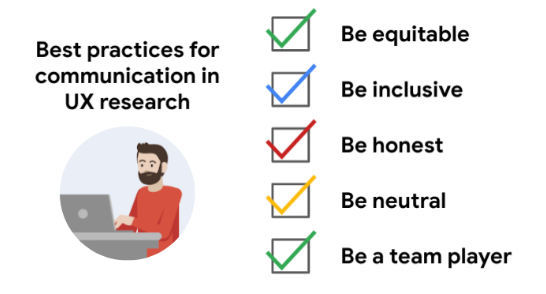 Best practices for
communication in
UX research
Be equitable
Be inclusive
Be honest
Be neutral
Be a team player